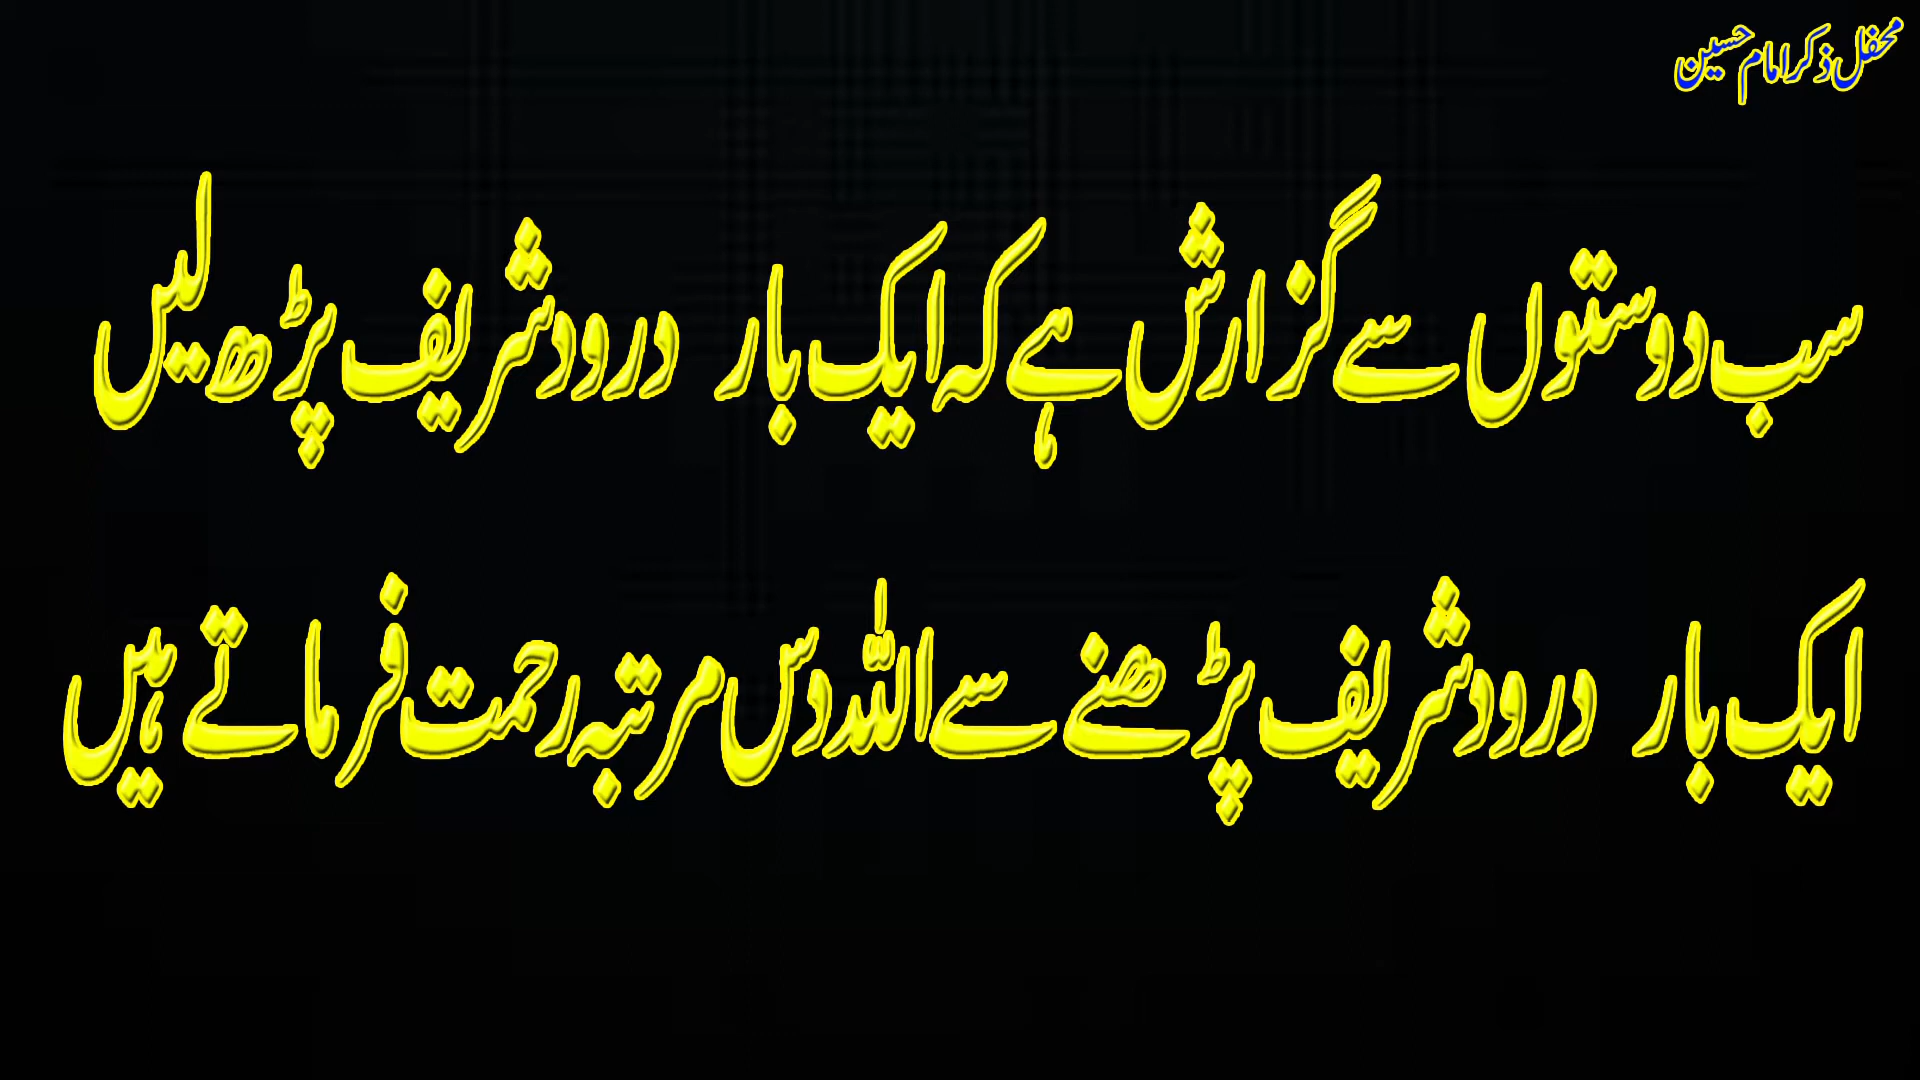 محفل ذکر امام حسین
سب دوستوں سے گزارش ہے کہ ایک بار درود شریف پڑھ لیں
ایک بار درود شریف پڑھنے سے اللہ دس مرتبہ رحمت فرماتے ہیں